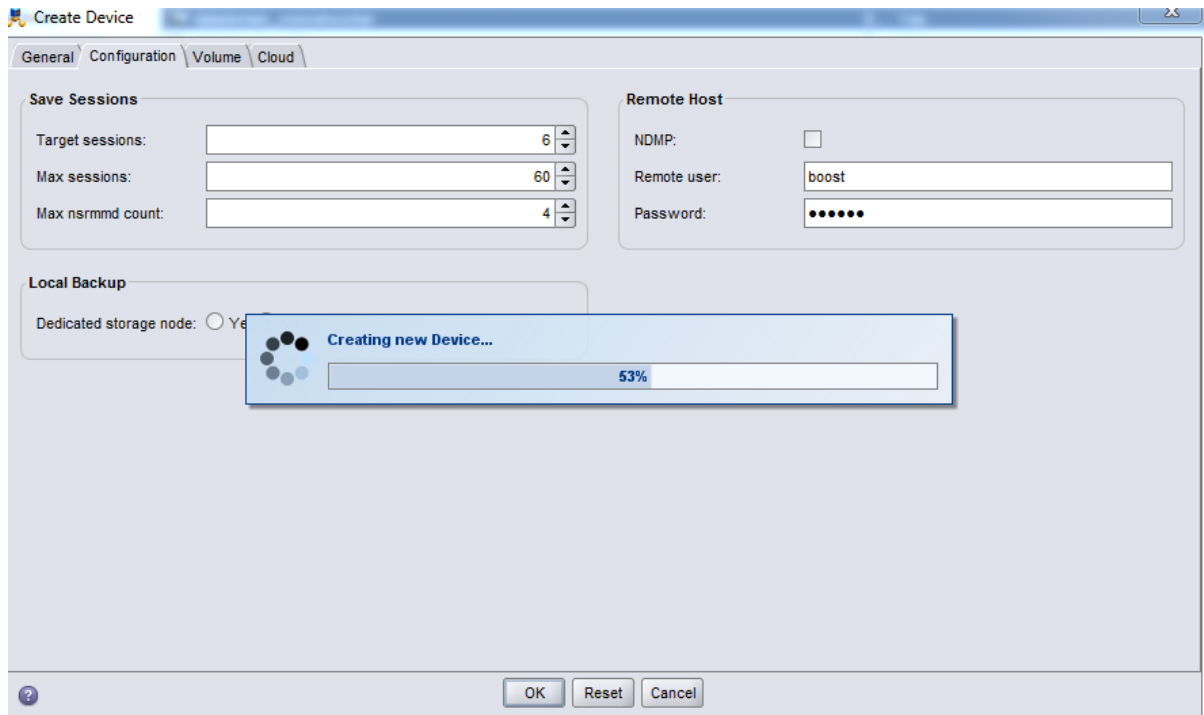 Create Device
General Configuration Volume Cloud
Save Sessions
Target sessions: 6
Max sessions: 60
Max nsrmmd count: 4
Remote Host
NDMP:
Remote user: boost
Password: ●●●●●●
Local Backup
Dedicated storage node: Ye
Creating new Device...
53%
OK Reset Cancel